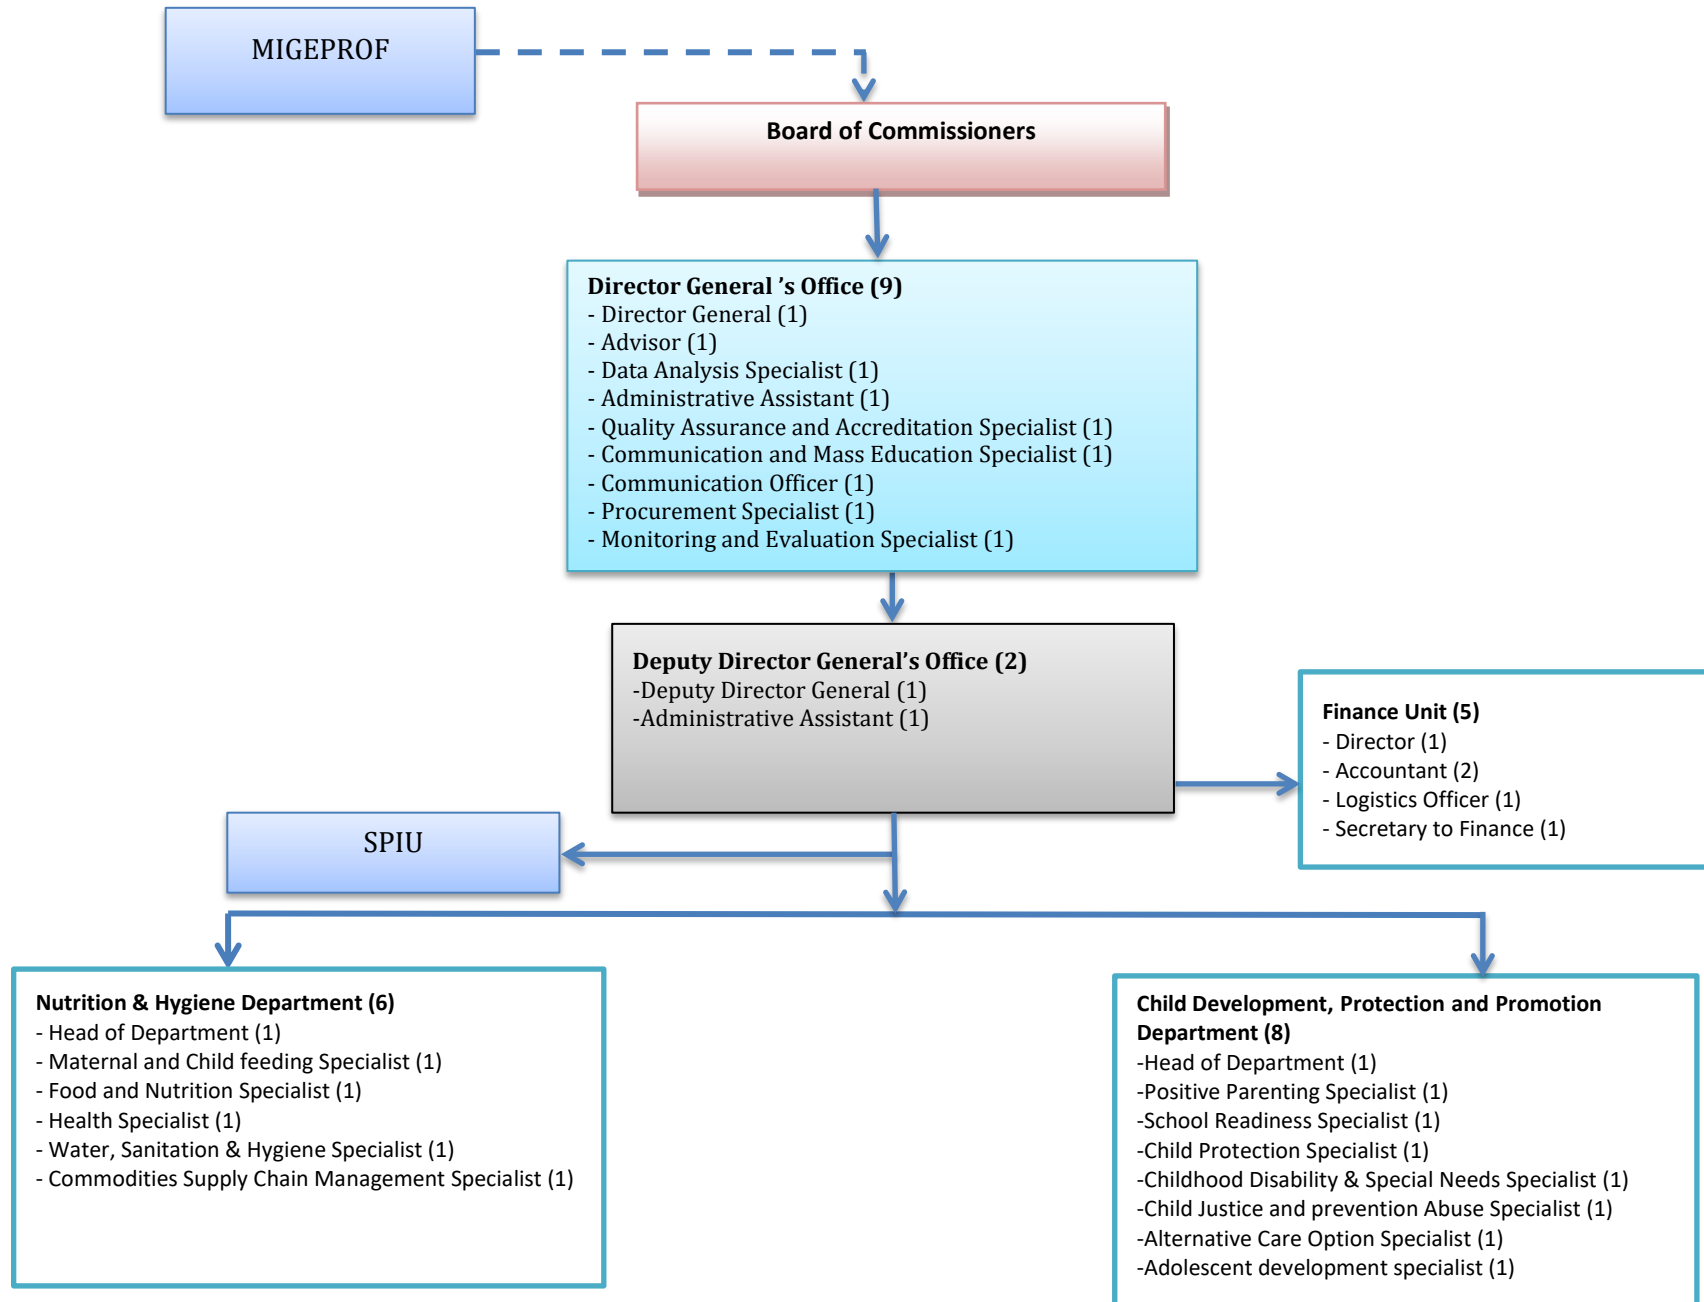 MIGEPROF
Board of Commissioners
Director General ’s Office (9)
- Director General (1)
- Advisor (1)
- Data Analysis Specialist (1)
- Administrative Assistant (1)
- Quality Assurance and Accreditation Specialist (1)
- Communication and Mass Education Specialist (1)
- Communication Officer (1)
- Procurement Specialist (1)
- Monitoring and Evaluation Specialist (1)
Deputy Director General’s Office (2)
-Deputy Director General (1)
-Administrative Assistant (1)
Finance Unit (5)
- Director (1)
- Accountant (2)
- Logistics Officer (1)
- Secretary to Finance (1)
SPIU
Nutrition & Hygiene Department (6)
- Head of Department (1)
- Maternal and Child feeding Specialist (1)
- Food and Nutrition Specialist (1)
- Health Specialist (1)
- Water, Sanitation & Hygiene Specialist (1)
- Commodities Supply Chain Management Specialist (1)
Child Development, Protection and Promotion
Department (8)
-Head of Department (1)
-Positive Parenting Specialist (1)
-School Readiness Specialist (1)
-Child Protection Specialist (1)
-Childhood Disability & Special Needs Specialist (1)
-Child Justice and prevention Abuse Specialist (1)
-Alternative Care Option Specialist (1)
-Adolescent development specialist (1)